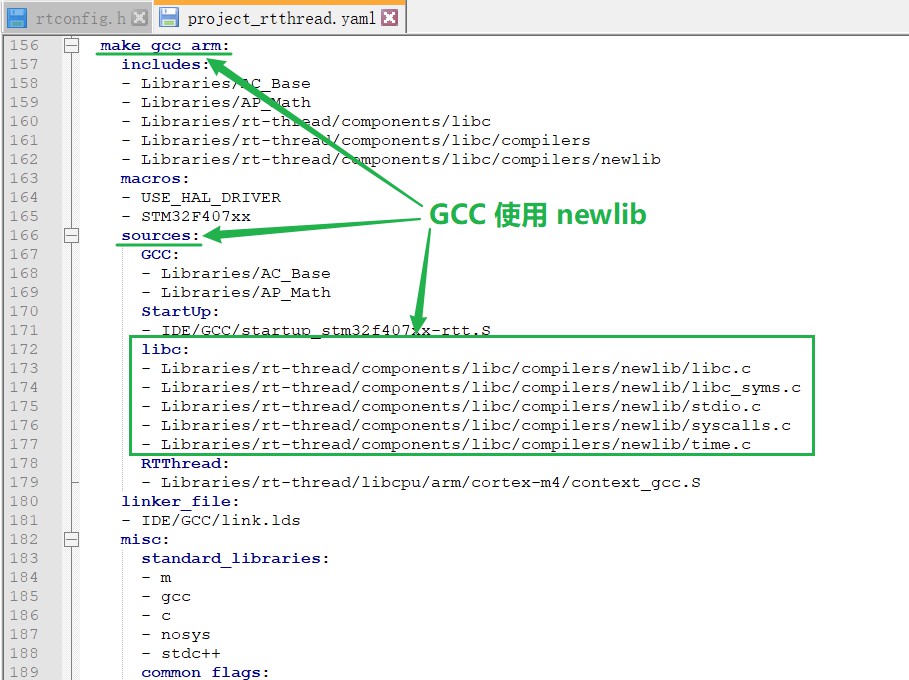 rtconfig.h project_rtthread.yaml
156 make_gcc_arm:
157 includes:
158 - Libraries/AC_Base
159 - Libraries/AP_Math
160 - Libraries/rt-thread/components/libc
161 - Libraries/rt-thread/components/libc/compilers
162 - Libraries/rt-thread/components/libc/compilers/newlib
163 macros:
164 - USE_HAL_DRIVER
165 - STM32F407xx
GCC 使用 newlib
166 sources:
167 GCC:
168 - Libraries/AC_Base
169 - Libraries/AP_Math
170 StartUp:
171 - IDE/GCC/startup_stm32f407xx-rtt.S
172 libc:
173 - Libraries/rt-thread/components/libc/compilers/newlib/libc.c
174 - Libraries/rt-thread/components/libc/compilers/newlib/libc_syms.c
175 - Libraries/rt-thread/components/libc/compilers/newlib/stdio.c
176 - Libraries/rt-thread/components/libc/compilers/newlib/syscalls.c
177 - Libraries/rt-thread/components/libc/compilers/newlib/time.c
178 RTThread:
179 - Libraries/rt-thread/libcpu/arm/cortex-m4/context_gcc.S
180 linker_file:
181 - IDE/GCC/link.lds
182 misc:
183 standard_libraries:
184 - m
185 - gcc
186 - c
187 - nosys
188 - stdc++
189 common_flags: